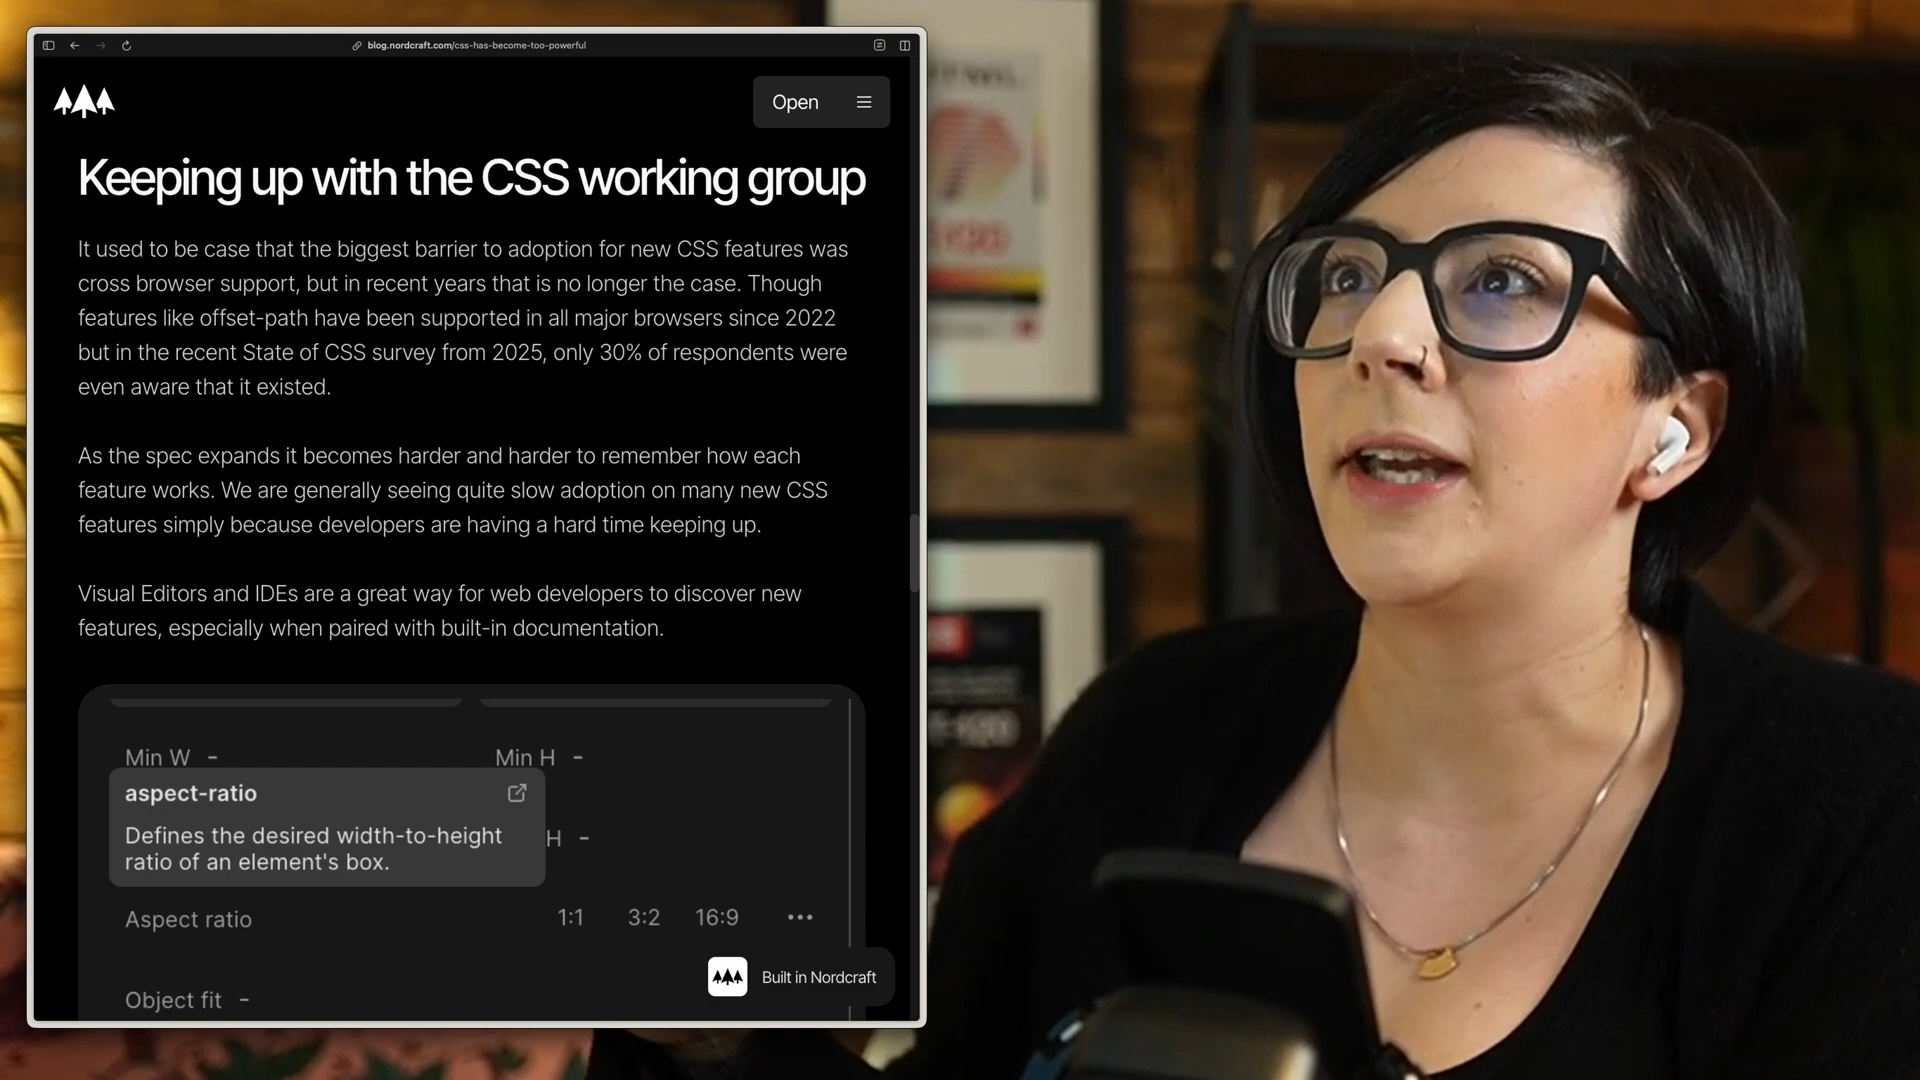 blog.nordcraft.com/css-has-become-too-powerful
Open
Keeping up with the CSS working group
It used to be case that the biggest barrier to adoption for new CSS features was
cross browser support, but in recent years that is no longer the case. Though
features like offset-path have been supported in all major browsers since 2022
but in the recent State of CSS survey from 2025, only 30% of respondents were
even aware that it existed.
As the spec expands it becomes harder and harder to remember how each
feature works. We are generally seeing quite slow adoption on many new CSS
features simply because developers are having a hard time keeping up.
Visual Editors and IDEs are a great way for web developers to discover new
features, especially when paired with built-in documentation.
Min W - Min H -
aspect-ratio
Defines the desired width-to-height
ratio of an element's box.
H -
Aspect ratio 1:1 3:2 16:9 •••
Object fit -
Built in Nordcraft